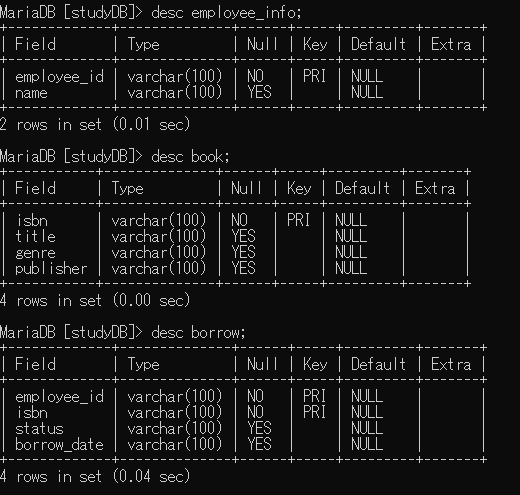 MariaDB [studyDB]> desc employee_info;
+-------------+--------------+------+-----+---------+-------+
| Field       | Type         | Null | Key | Default | Extra |
+-------------+--------------+------+-----+---------+-------+
| employee_id | varchar(100) | NO   | PRI | NULL    |       |
| name        | varchar(100) | YES  |     | NULL    |       |
+-------------+--------------+------+-----+---------+-------+
2 rows in set (0.01 sec)
MariaDB [studyDB]> desc book;
+-----------+--------------+------+-----+---------+-------+
| Field     | Type         | Null | Key | Default | Extra |
+-----------+--------------+------+-----+---------+-------+
| isbn      | varchar(100) | NO   | PRI | NULL    |       |
| title     | varchar(100) | YES  |     | NULL    |       |
| genre     | varchar(100) | YES  |     | NULL    |       |
| publisher | varchar(100) | YES  |     | NULL    |       |
+-----------+--------------+------+-----+---------+-------+
4 rows in set (0.00 sec)
MariaDB [studyDB]> desc borrow;
+-------------+--------------+------+-----+---------+-------+
| Field       | Type         | Null | Key | Default | Extra |
+-------------+--------------+------+-----+---------+-------+
| employee_id | varchar(100) | NO   | PRI | NULL    |       |
| isbn        | varchar(100) | NO   | PRI | NULL    |       |
| status      | varchar(100) | YES  |     | NULL    |       |
| borrow_date | varchar(100) | YES  |     | NULL    |       |
+-------------+--------------+------+-----+---------+-------+
4 rows in set (0.04 sec)